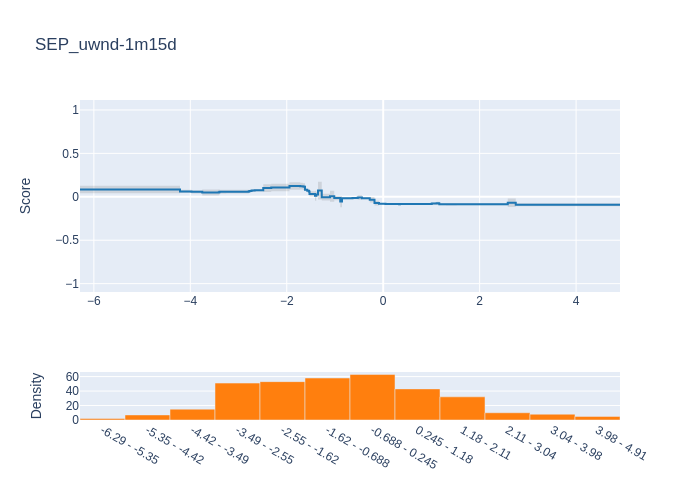 SEP_uwnd-1m15d
1
0.5
0
−0.5
−1
Score
−6
−4
−2
0
2
4
60
40
20
0
Density
-6.29 - -5.35
-5.35 - -4.42
-4.42 - -3.49
-3.49 - -2.55
-2.55 - -1.62
-1.62 - -0.688
-0.688 - 0.245
0.245 - 1.18
1.18 - 2.11
2.11 - 3.04
3.04 - 3.98
3.98 - 4.91